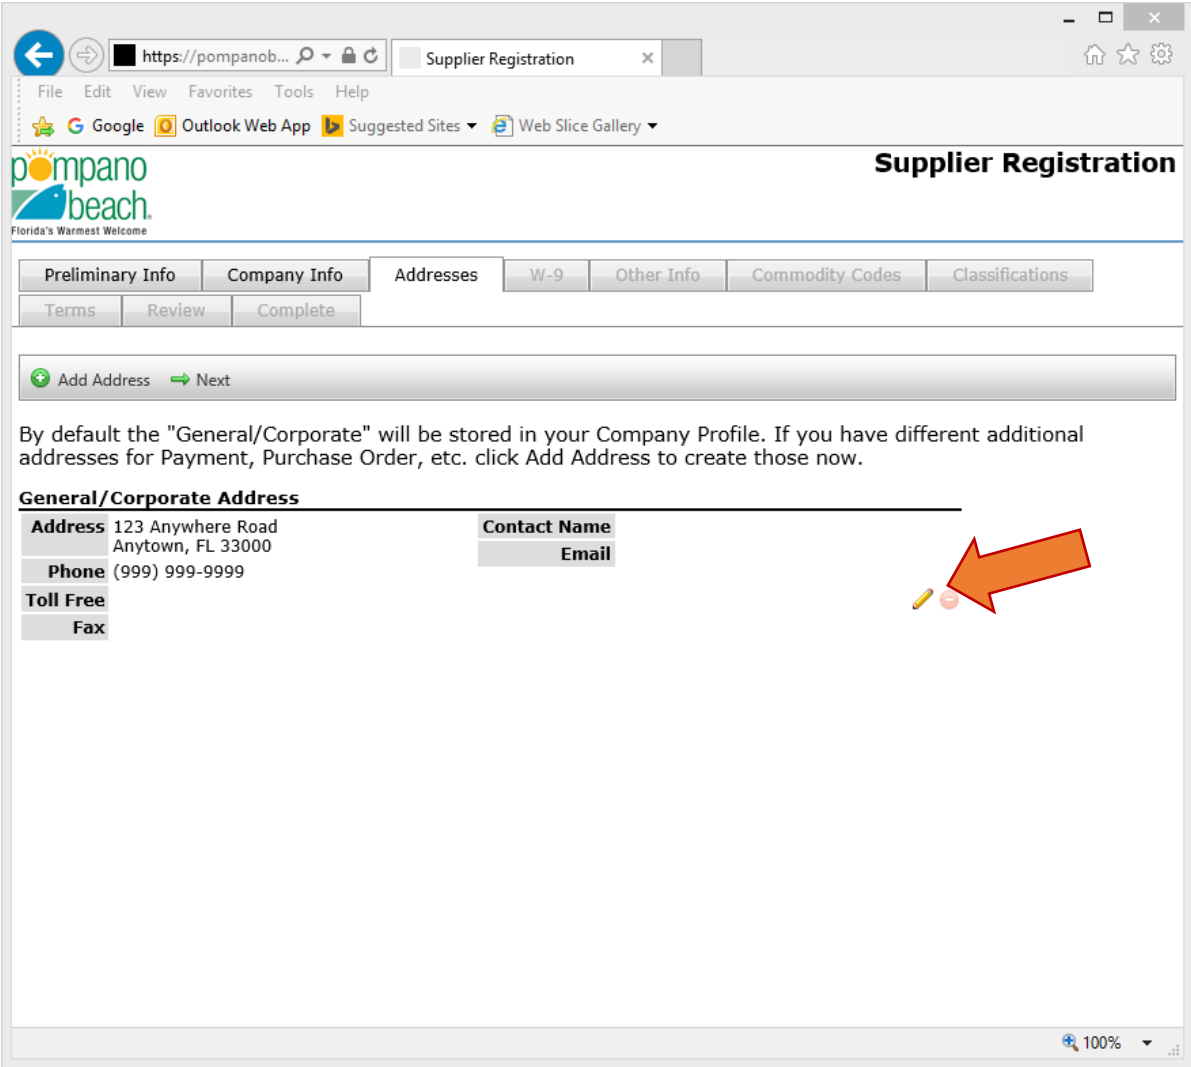 https://pompanob...
Supplier Registration
File Edit View Favorites Tools Help
Google Outlook Web App Suggested Sites Web Slice Gallery
pompano
beach.
Florida's Warmest Welcome
Supplier Registration
Preliminary Info Company Info Addresses W-9 Other Info Commodity Codes Classifications
Terms Review Complete
Add Address Next
By default the "General/Corporate" will be stored in your Company Profile. If you have different additional
addresses for Payment, Purchase Order, etc. click Add Address to create those now.
General/Corporate Address
Address 123 Anywhere Road Contact Name
Anytown, FL 33000 Email
Phone (999) 999-9999
Toll Free
Fax
100%